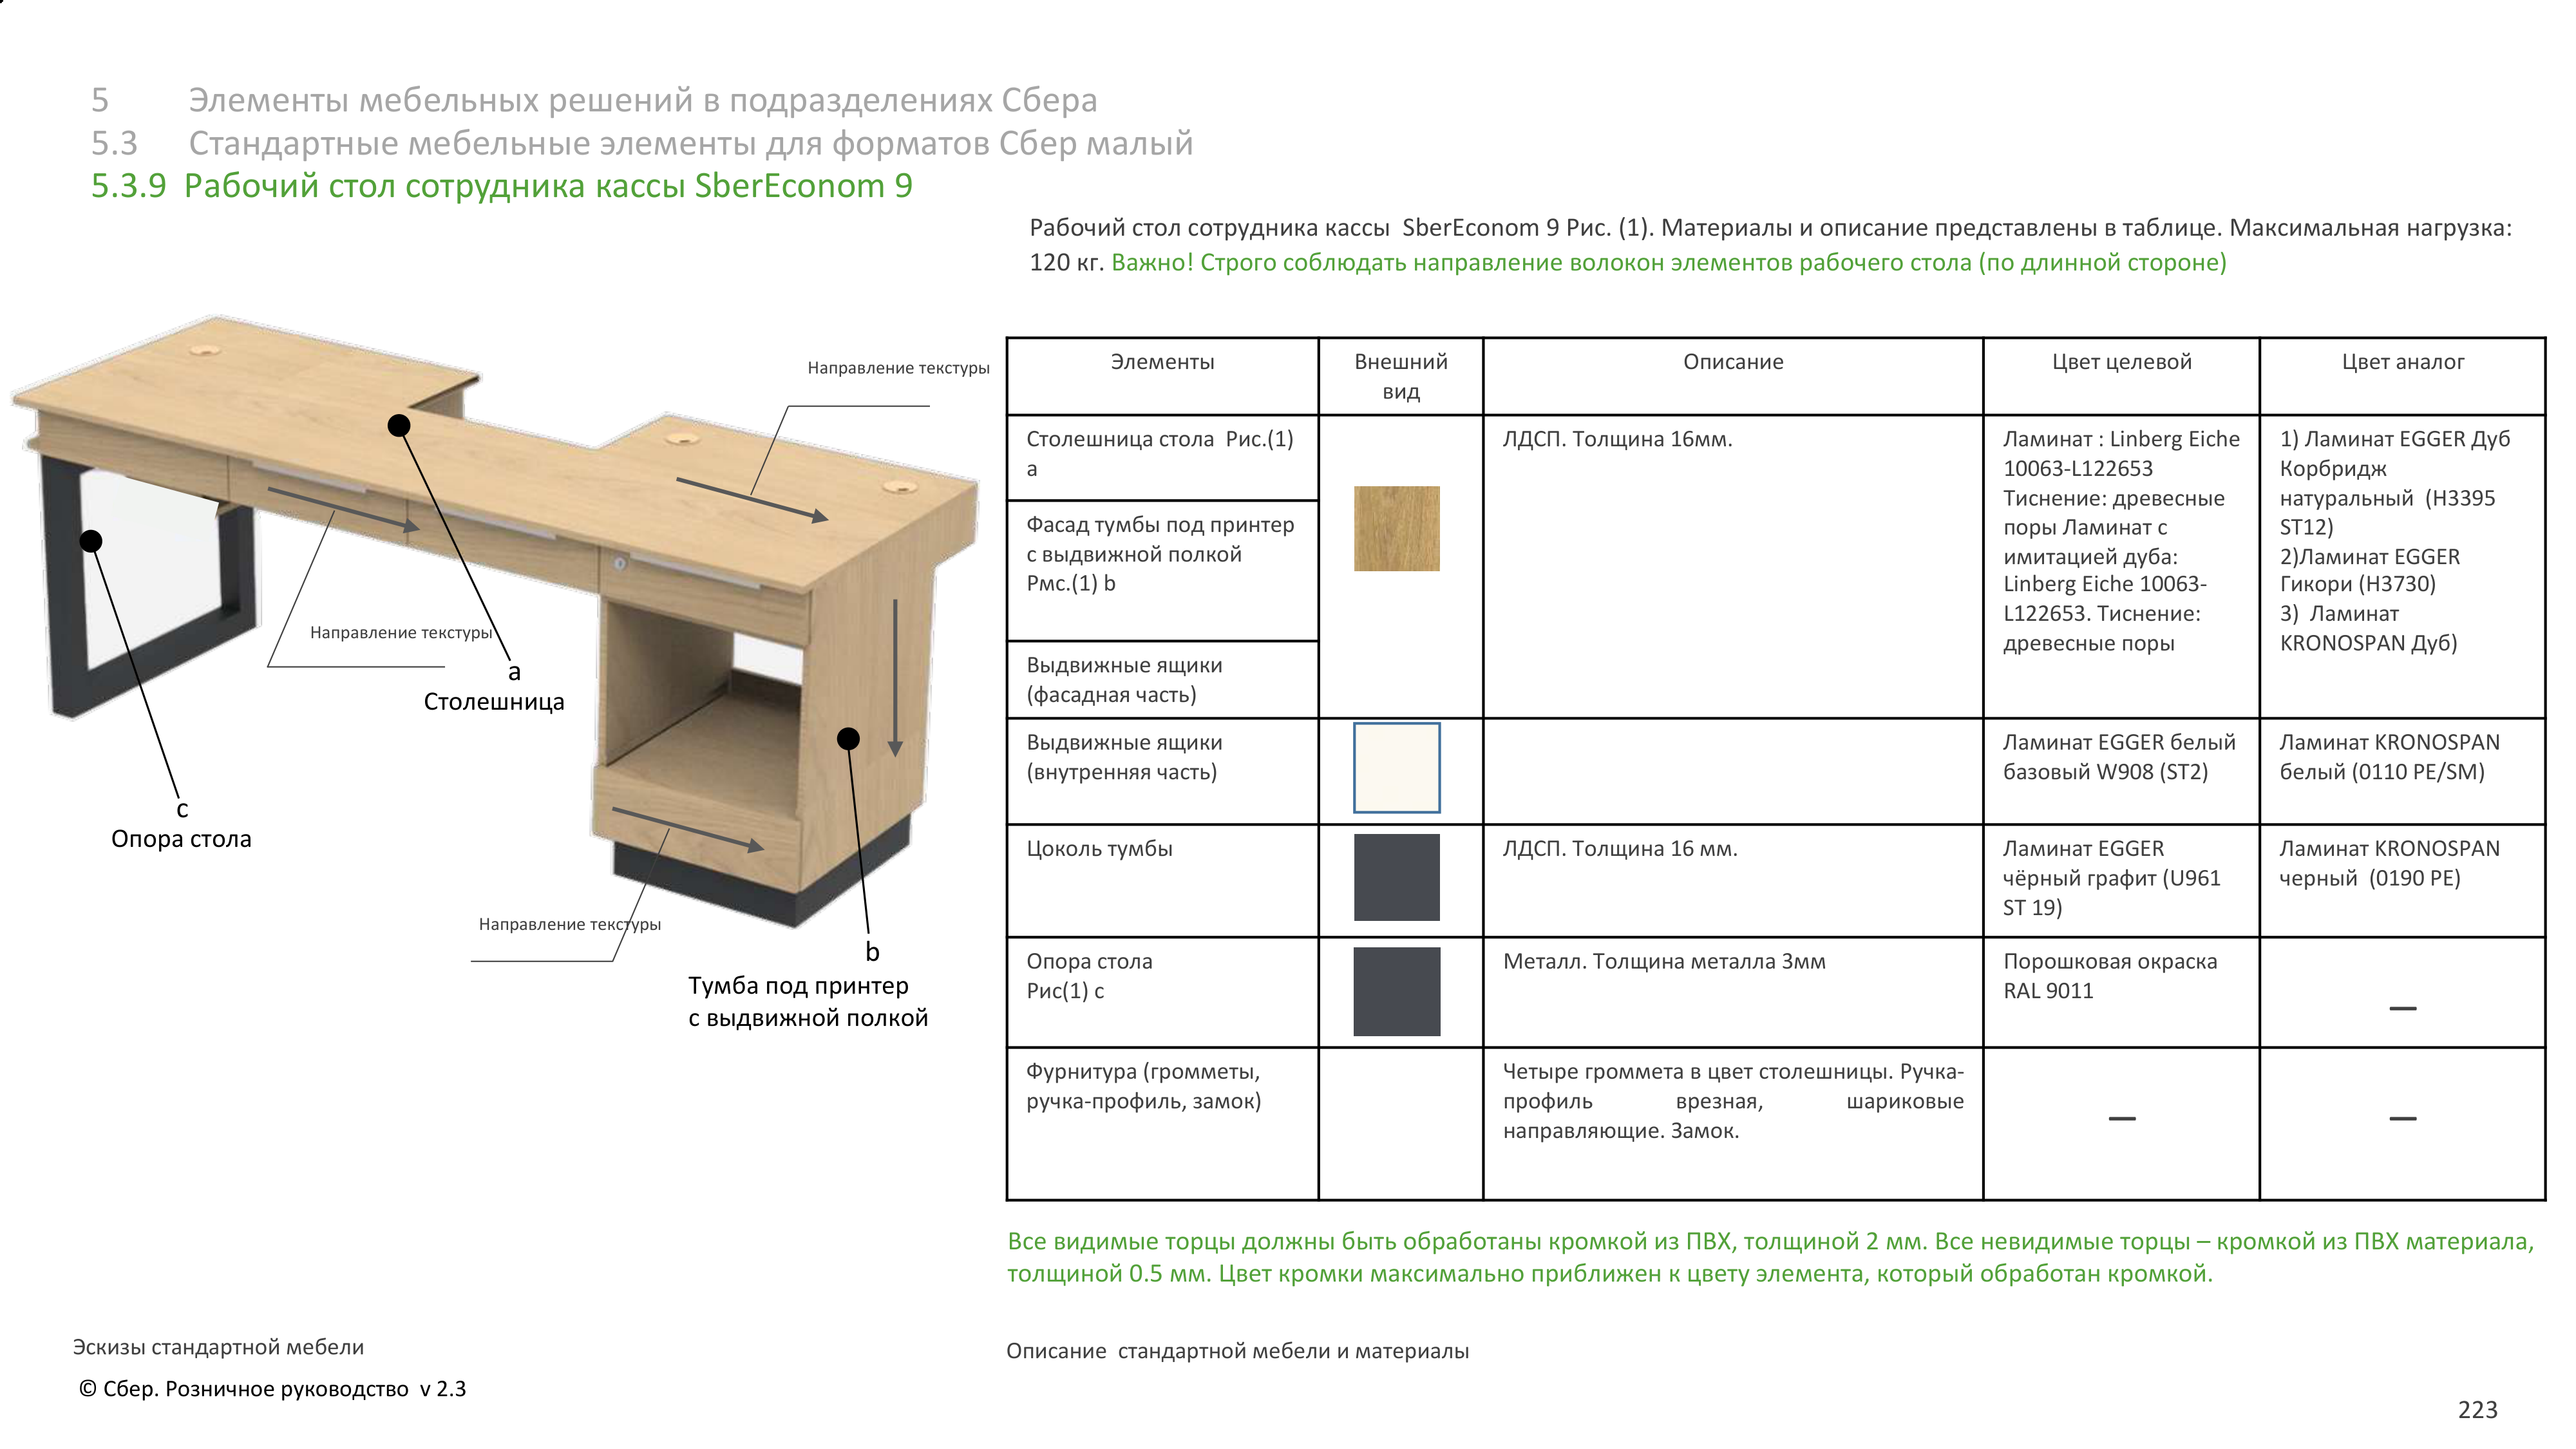 5 Элементы мебельных решений в подразделениях Сбера
5.3 Стандартные мебельные элементы для форматов Сбер малый
5.3.9 Рабочий стол сотрудника кассы SberEconom 9
Рабочий стол сотрудника кассы SberEconom 9 Рис. (1). Материалы и описание представлены в таблице. Максимальная нагрузка:
120 кг. Важно! Строго соблюдать направление волокон элементов рабочего стола (по длинной стороне)
Направление текстуры
Направление текстуры
a
Столешница
c
Опора стола
Направление текстуры
b
Тумба под принтер
с выдвижной полкой
Элементы
Внешний
вид
Описание
Цвет целевой
Цвет аналог
Столешница стола Рис.(1)
a
Фасад тумбы под принтер
с выдвижной полкой
Рмс.(1) b
Выдвижные ящики
(фасадная часть)
ЛДСП. Толщина 16мм.
Ламинат : Linberg Eiche
10063-L122653
Тиснение: древесные
поры Ламинат с
имитацией дуба:
Linberg Eiche 10063-
L122653. Тиснение:
древесные поры
1) Ламинат EGGER Дуб
Корбридж
натуральный (H3395
ST12)
2)Ламинат EGGER
Гикори (H3730)
3) Ламинат
KRONOSPAN Дуб)
Выдвижные ящики
(внутренняя часть)
Ламинат EGGER белый
базовый W908 (ST2)
Ламинат KRONOSPAN
белый (0110 PE/SM)
Цоколь тумбы
ЛДСП. Толщина 16 мм.
Ламинат EGGER
чёрный графит (U961
ST 19)
Ламинат KRONOSPAN
черный (0190 PE)
Опора стола
Рис(1) c
Металл. Толщина металла 3мм
Порошковая окраска
RAL 9011
—
Фурнитура (громметы,
ручка-профиль, замок)
Четыре громмета в цвет столешницы. Ручка-
профиль врезная, шариковые
направляющие. Замок.
—
—
Все видимые торцы должны быть обработаны кромкой из ПВХ, толщиной 2 мм. Все невидимые торцы – кромкой из ПВХ материала,
толщиной 0.5 мм. Цвет кромки максимально приближен к цвету элемента, который обработан кромкой.
Эскизы стандартной мебели
Описание стандартной мебели и материалы
© Сбер. Розничное руководство v 2.3
223